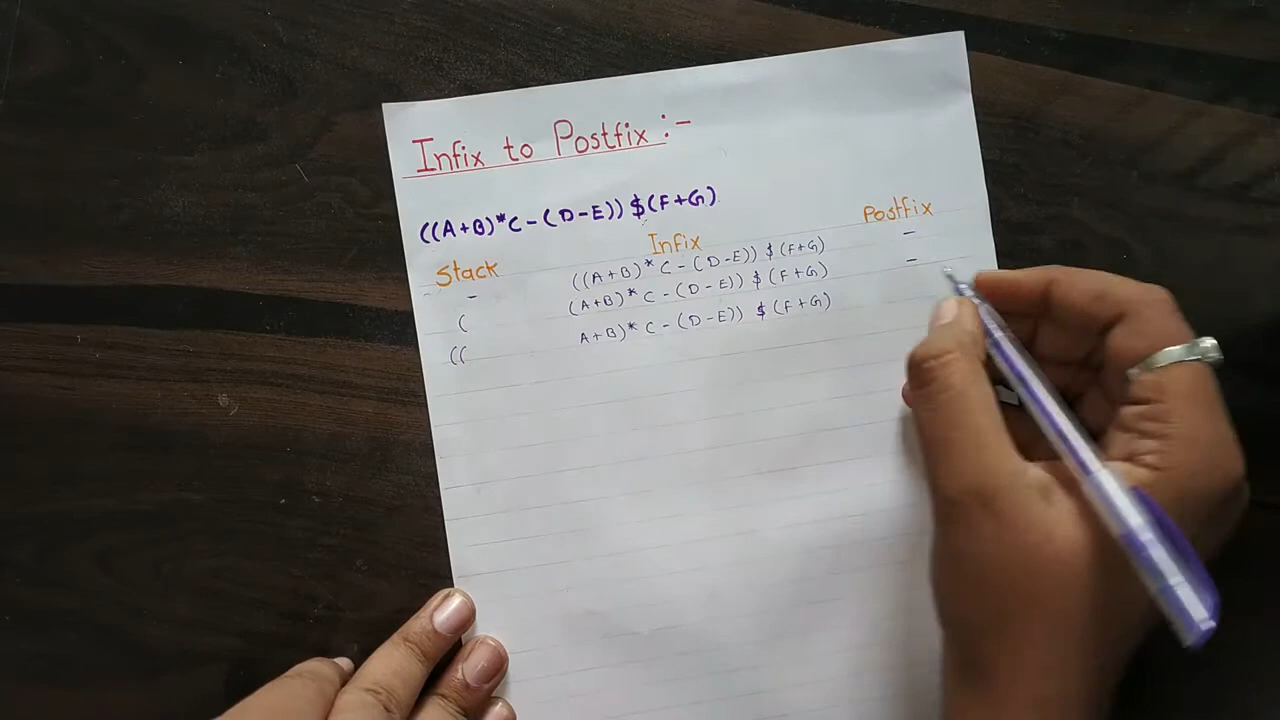 Infix to Postfix :-
((A+B)*C-(D-E)) $(F+G)
Stack Infix Postfix
- ((A+B)* C-(D-E)) $(F+G) -
( (A+B)* C-(D-E)) $(F+G) -
(( A+B)* C-(D-E)) $(F+G)